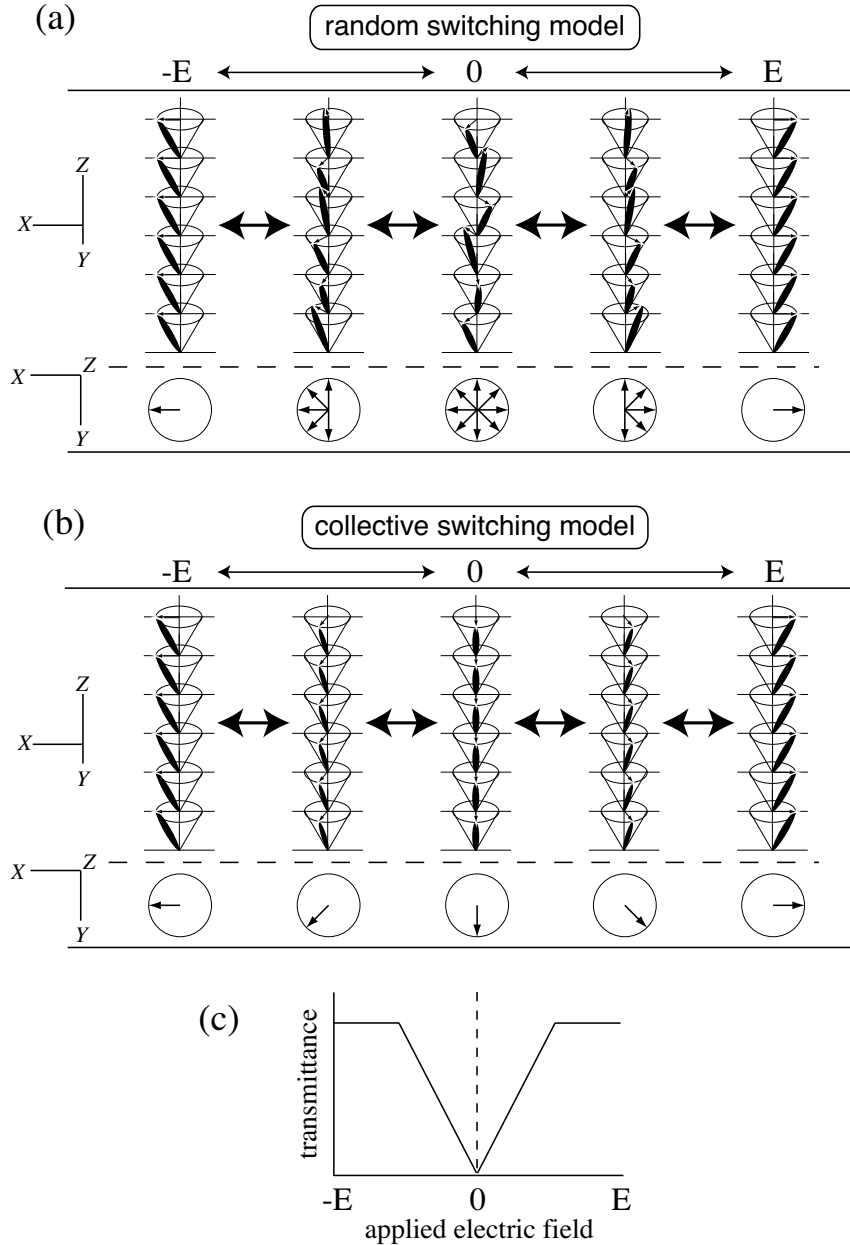 (a)
random switching model
-E 0 E
Z
X
Y
X Z
Y
(b)
collective switching model
-E 0 E
Z
X
Y
X Z
Y
(c)
transmittance
-E 0 E
applied electric field